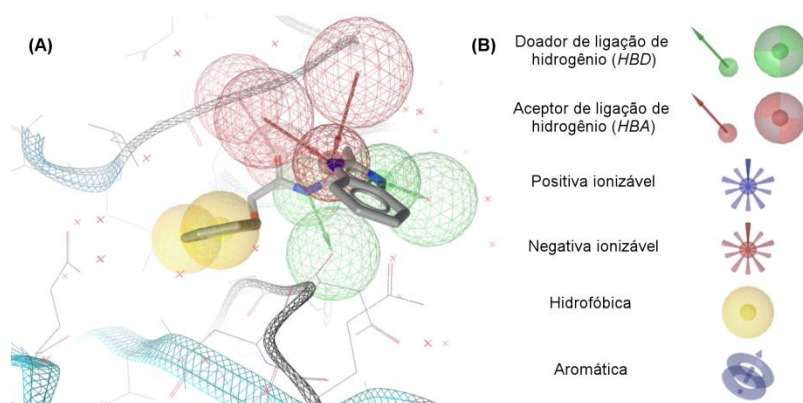 (A)
(B)
Doador de ligação de
hidrogênio (HBD)
Aceptor de ligação de
hidrogênio (HBA)
Positiva ionizável
Negativa ionizável
Hidrofóbica
Aromática